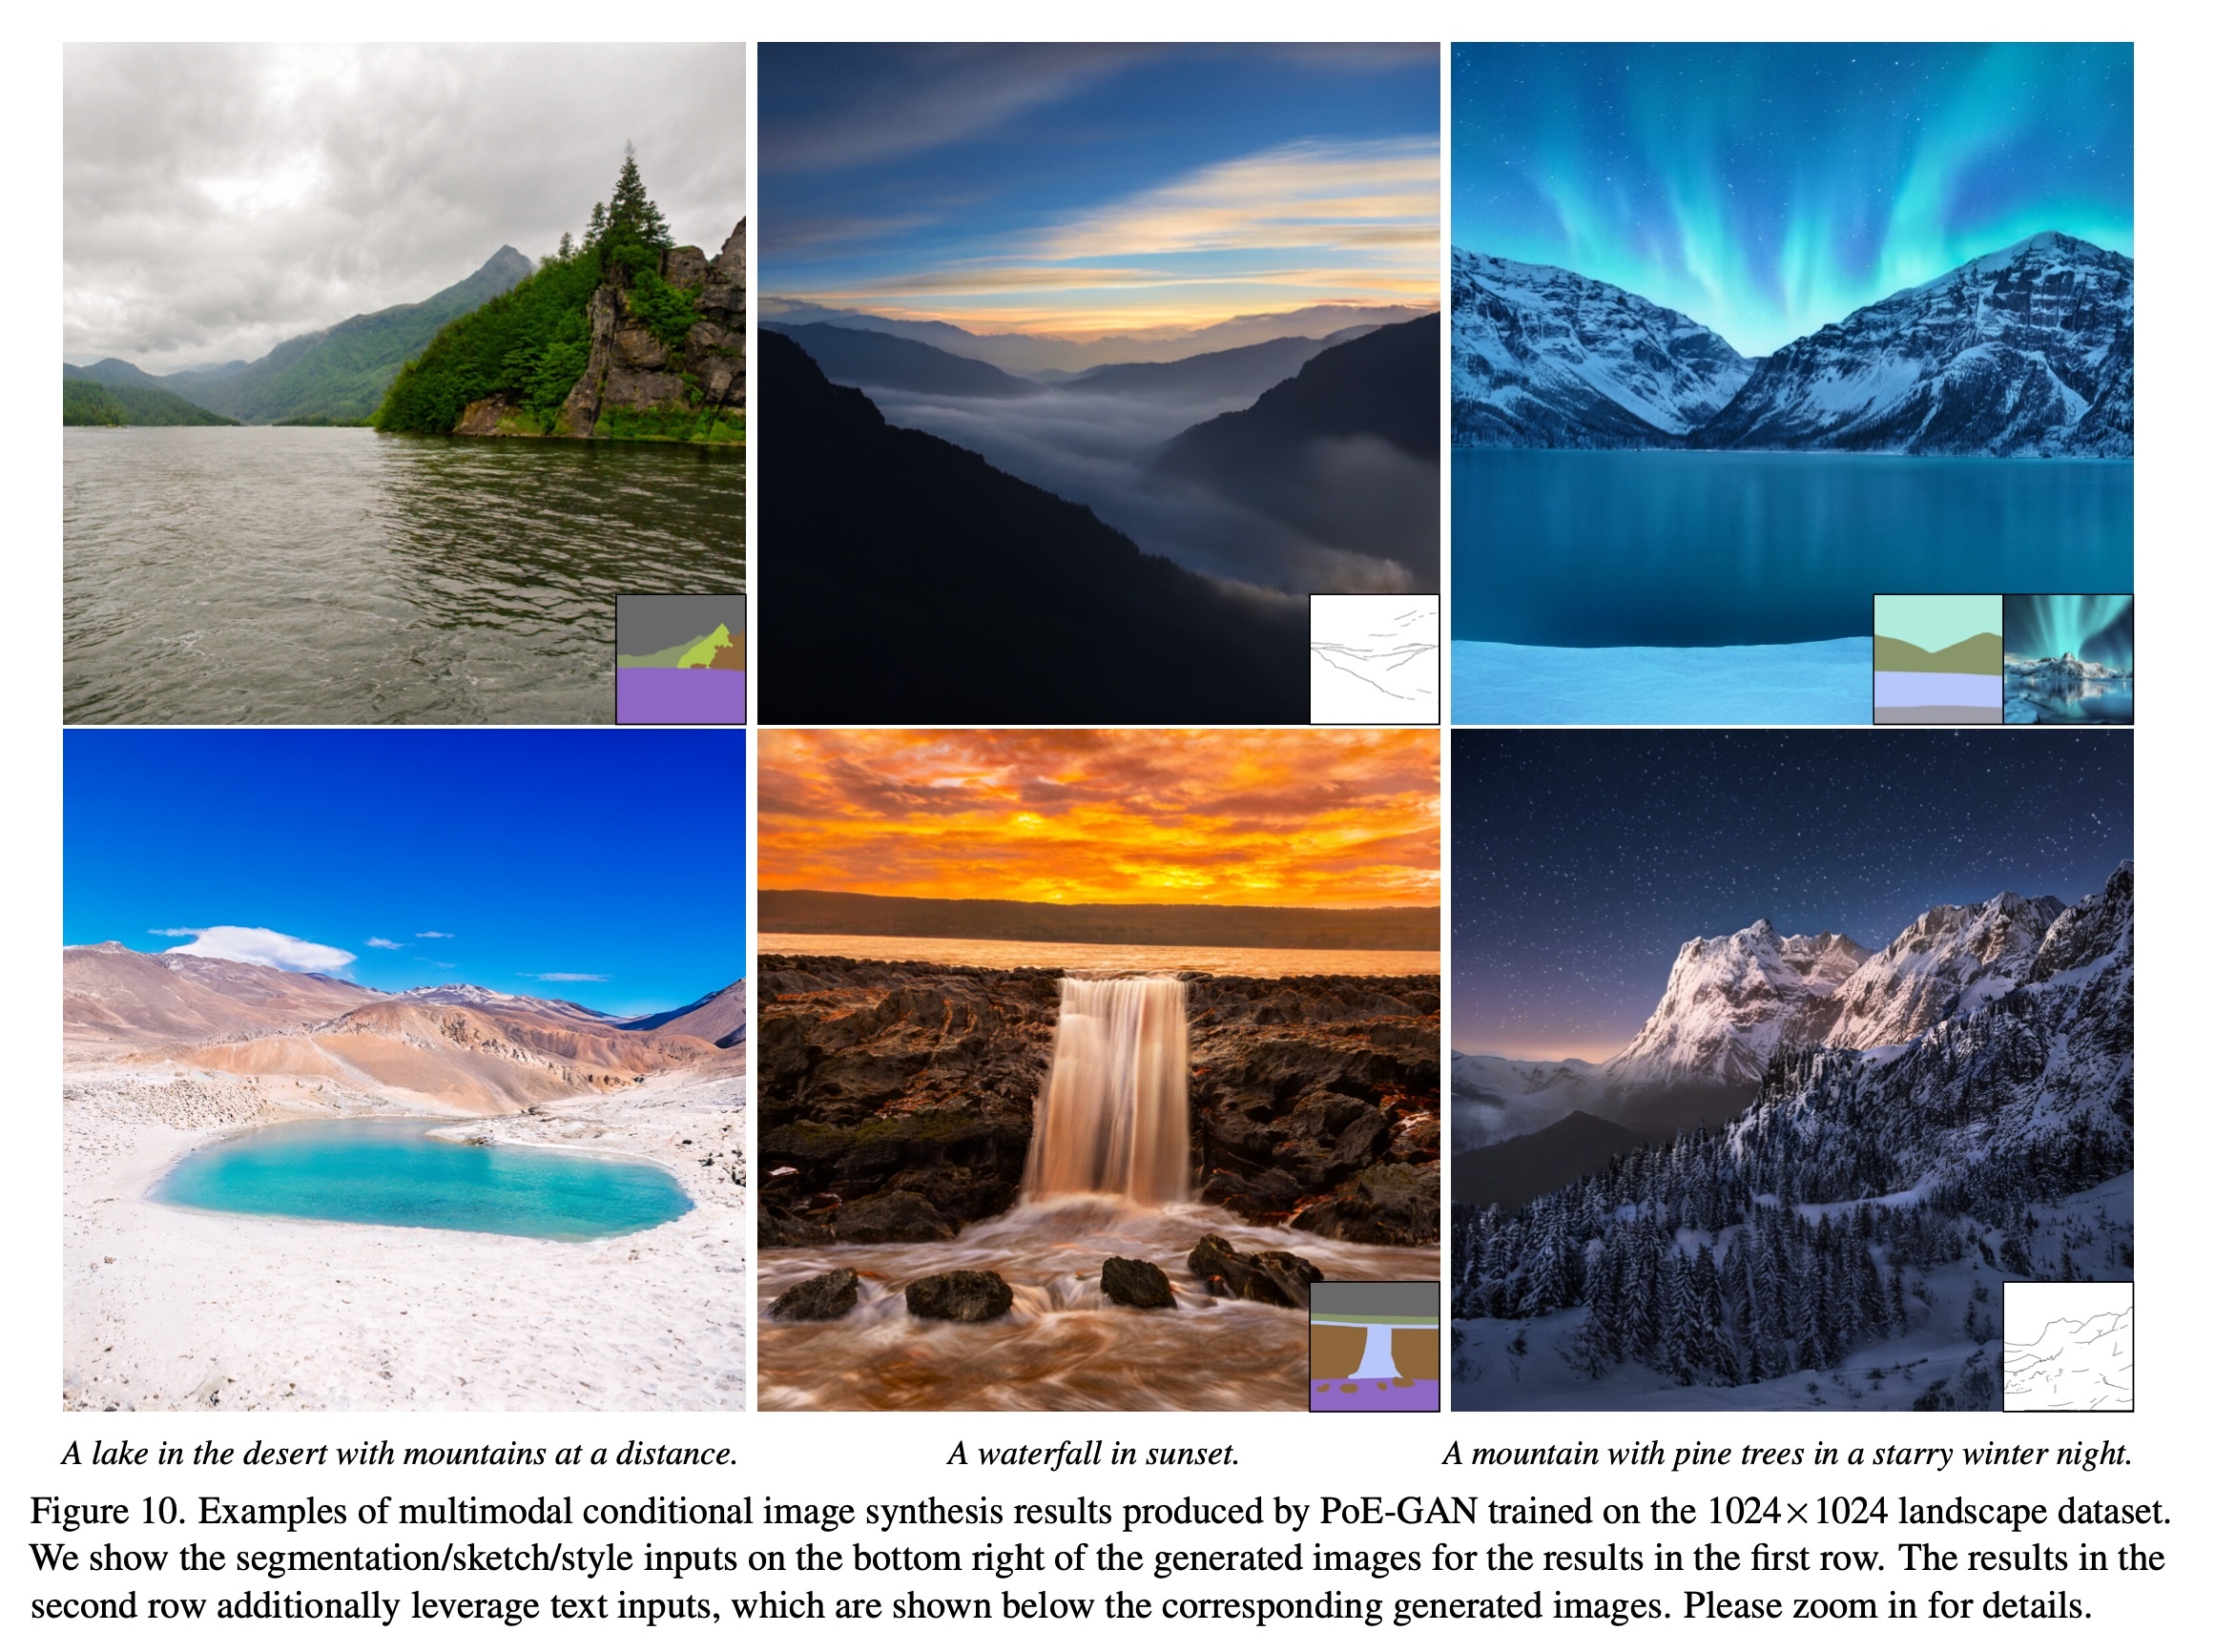 A lake in the desert with mountains at a distance.
A waterfall in sunset.
A mountain with pine trees in a starry winter night.
Figure 10. Examples of multimodal conditional image synthesis results produced by PoE-GAN trained on the 1024×1024 landscape dataset.
We show the segmentation/sketch/style inputs on the bottom right of the generated images for the results in the first row. The results in the
second row additionally leverage text inputs, which are shown below the corresponding generated images. Please zoom in for details.